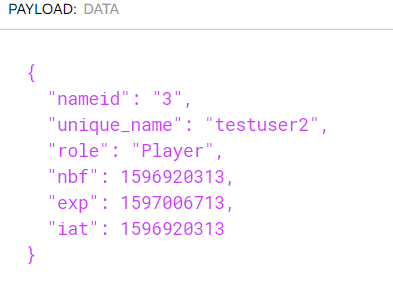 PAYLOAD: DATA
{
"nameid": "3",
"unique_name": "testuser2",
"role": "Player",
"nbf": 1596920313,
"exp": 1597006713,
"iat": 1596920313
}